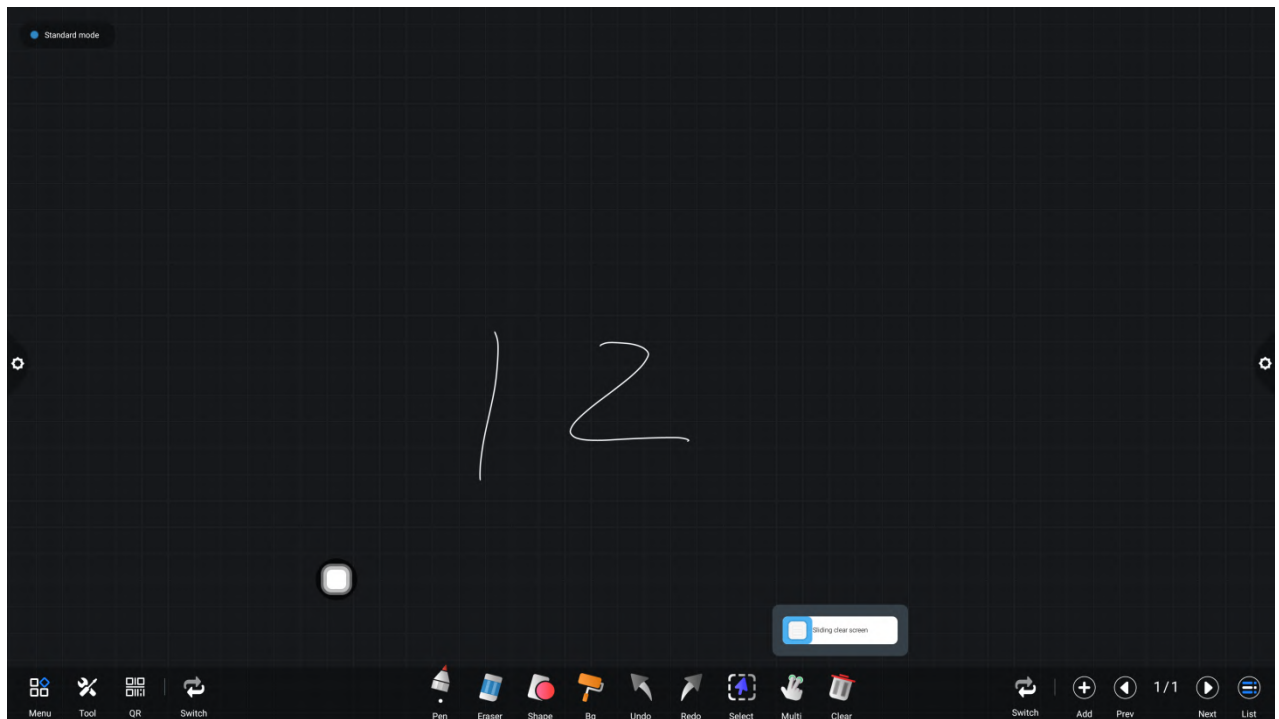 Standard mode
12
Sliding clear screen
Menu Tool QR Switch Pen Eraser Shape Bg Undo Redo Select Multi Clear Switch Add Prev 1/1 Next List